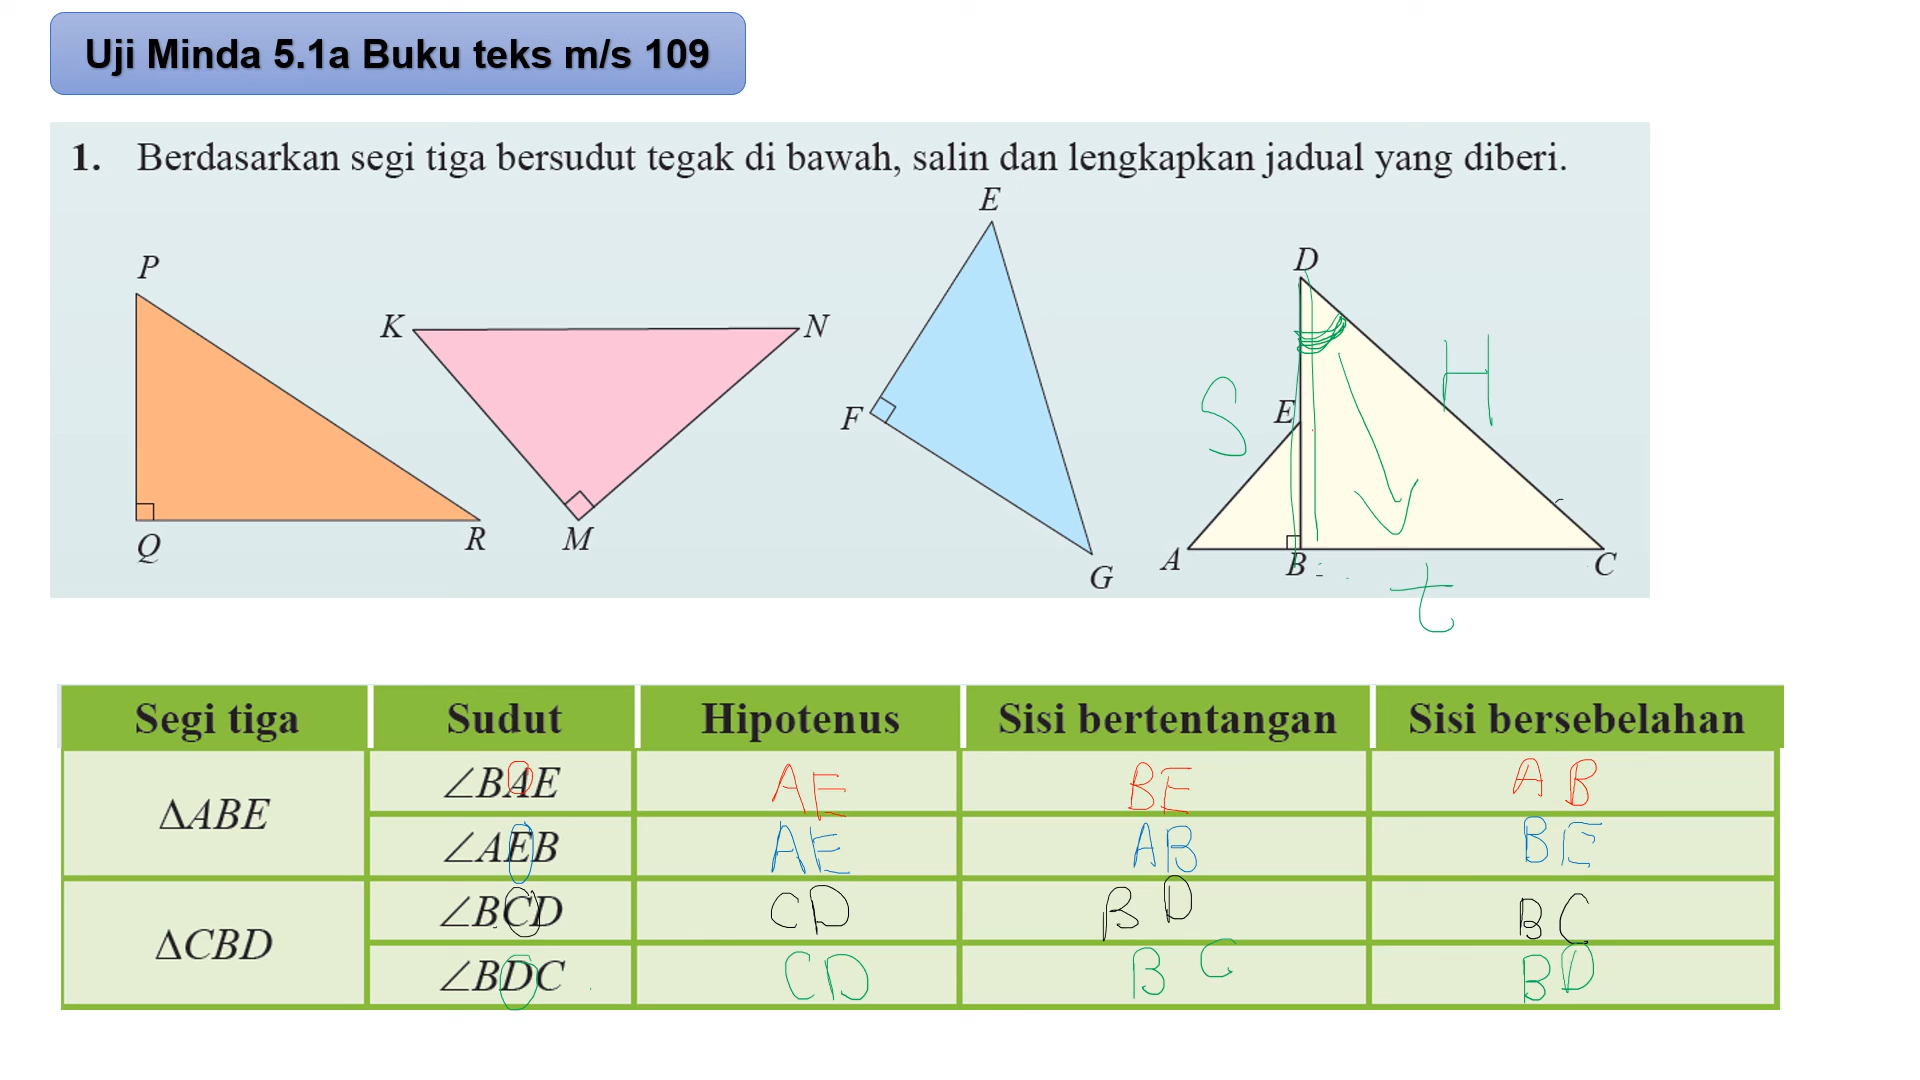 Uji Minda 5.1a Buku teks m/s 109
1. Berdasarkan segi tiga bersudut tegak di bawah, salin dan lengkapkan jadual yang diberi.
P
Q
R
K
N
M
E
F
G
D
E
A
B
C
S
H
t
Segi tiga Sudut Hipotenus Sisi bertentangan Sisi bersebelahan
∆ABE ∠BAE AE BE AB
∠AEB AE AB BE
∆CBD ∠BCD CD BD BC
∠BDC CD BC BD